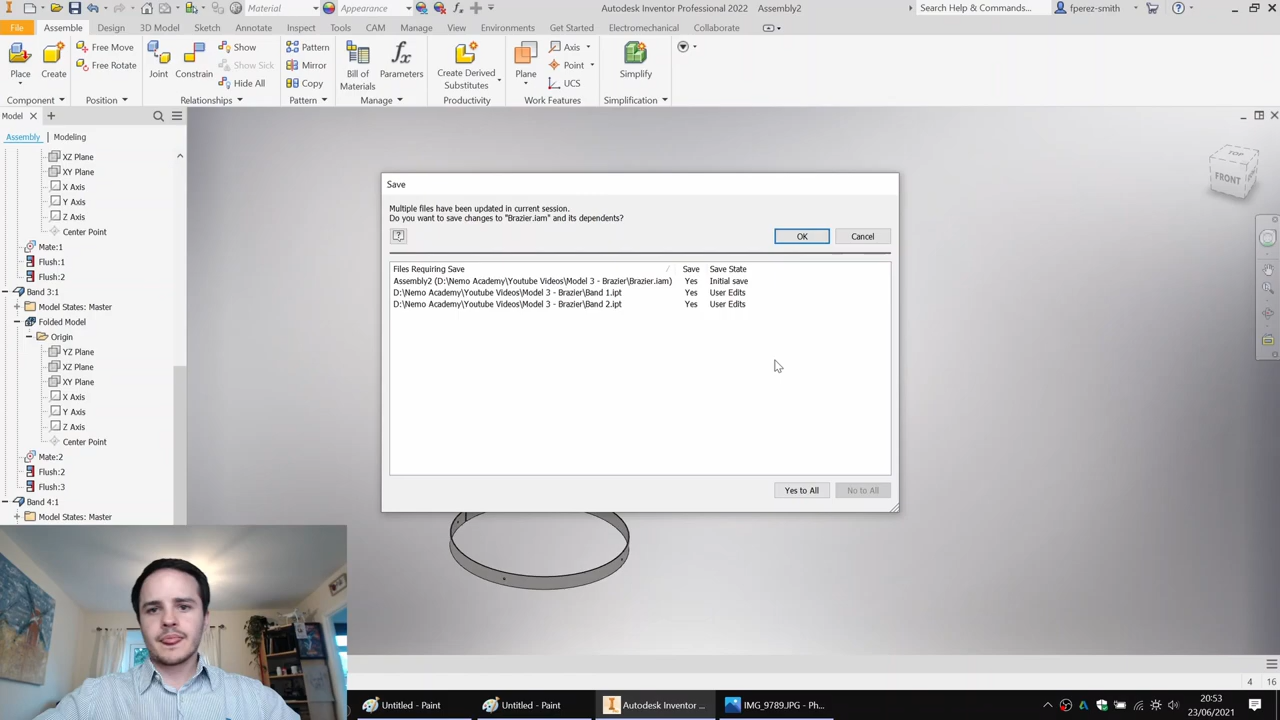 Material
Appearance
Autodesk Inventor Professional 2022 Assembly2
Search Help & Commands...
fperez-smith
File Assemble Design 3D Model Sketch Annotate Inspect Tools CAM Manage View Environments Get Started Electromechanical Collaborate
Place
Create
Free Move
Free Rotate
Joint
Constrain
Show
Show Sick
Hide All
Pattern
Mirror
Copy
Bill of
Materials
Parameters
Create Derived
Substitutes
Plane
Axis
Point
UCS
Simplify
Component Position Relationships Pattern Manage Productivity Work Features Simplification
Model
Assembly Modeling
XZ Plane
XY Plane
X Axis
Y Axis
Z Axis
Center Point
Mate:1
Flush:1
Flush:2
Band 3:1
Model States: Master
Folded Model
Origin
YZ Plane
XZ Plane
XY Plane
X Axis
Y Axis
Z Axis
Center Point
Mate:2
Flush:2
Flush:3
Band 4:1
Model States: Master
TOP
FRONT
Save
Multiple files have been updated in current session.
Do you want to save changes to "Brazier.iam" and its dependents?
OK Cancel
Files Requiring Save Save Save State
Assembly2 (D:\Nemo Academy\Youtube Videos\Model 3 - Brazier\Brazier.iam) Yes Initial save
D:\Nemo Academy\Youtube Videos\Model 3 - Brazier\Band 1.ipt Yes User Edits
D:\Nemo Academy\Youtube Videos\Model 3 - Brazier\Band 2.ipt Yes User Edits
Yes to All No to All
4 16
Untitled - Paint
Untitled - Paint
Autodesk Inventor ...
IMG_9789.JPG - Ph...
20:53
23/06/2021